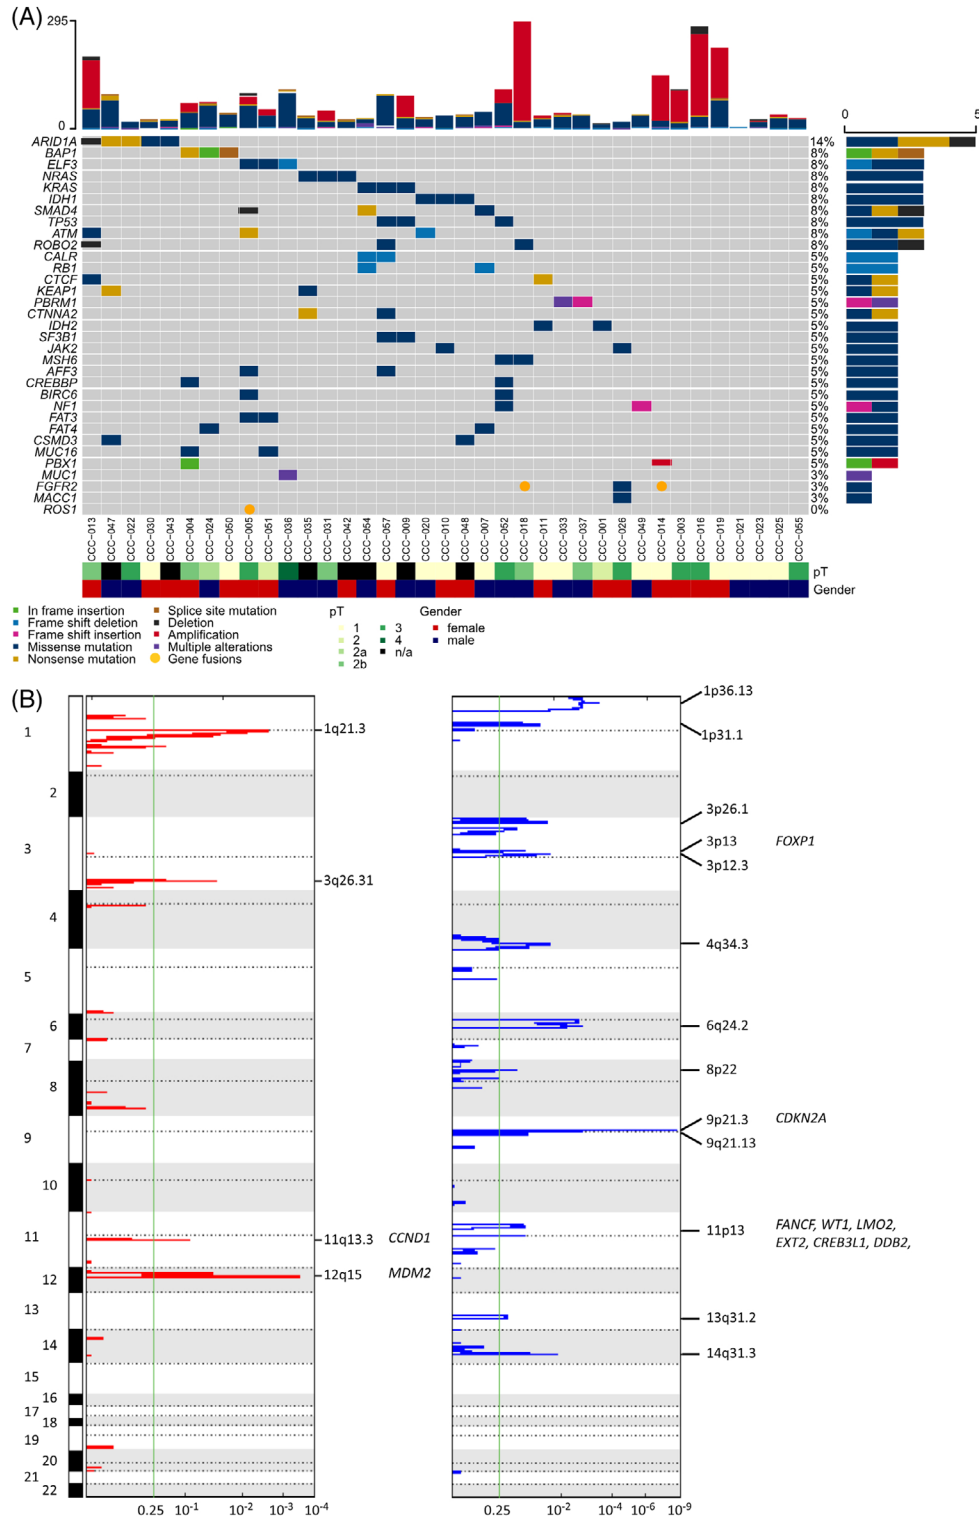 (A)
295
0
0 5
ARID1A 14%
BAP1 8%
ELF3 8%
NRAS 8%
KRAS 8%
IDH1 8%
SMAD4 8%
TP53 8%
ATM 8%
ROBO2 8%
CALR 5%
RB1 5%
CTCF 5%
KEAP1 5%
PBRM1 5%
CTNNA2 5%
IDH2 5%
SF3B1 5%
JAK2 5%
MSH6 5%
AFF3 5%
CREBBP 5%
BIRC6 5%
NF1 5%
FAT3 5%
FAT4 5%
CSMD3 5%
MUC16 5%
PBX1 5%
MUC1 3%
FGFR2 3%
MACC1 3%
ROS1 0%
CCC-013 CCC-047 CCC-022 CCC-030 CCC-043 CCC-004 CCC-024 CCC-050 CCC-005 CCC-051 CCC-036 CCC-035 CCC-031 CCC-042 CCC-054 CCC-057 CCC-009 CCC-020 CCC-010 CCC-048 CCC-007 CCC-052 CCC-018 CCC-011 CCC-033 CCC-037 CCC-001 CCC-026 CCC-049 CCC-014 CCC-003 CCC-016 CCC-019 CCC-021 CCC-023 CCC-025 CCC-055
pT
Gender
In frame insertion
Frame shift deletion
Frame shift insertion
Missense mutation
Nonsense mutation
Splice site mutation
Deletion
Amplification
Multiple alterations
Gene fusions
pT
1
2
2a
2b
3
4
n/a
Gender
female
male
(B)
1
2
3
4
5
6
7
8
9
10
11
12
13
14
15
16
17
18
19
20
21
22
1q21.3
3q26.31
11q13.3 CCND1
12q15 MDM2
0.25 10-1 10-2 10-3 10-4
1p36.13
1p31.1
3p26.1
3p13 FOXP1
3p12.3
4q34.3
6q24.2
8p22
9p21.3 CDKN2A
9q21.13
11p13 FANCF, WT1, LMO2,
EXT2, CREB3L1, DDB2,
13q31.2
14q31.3
0.25 10-2 10-4 10-6 10-9